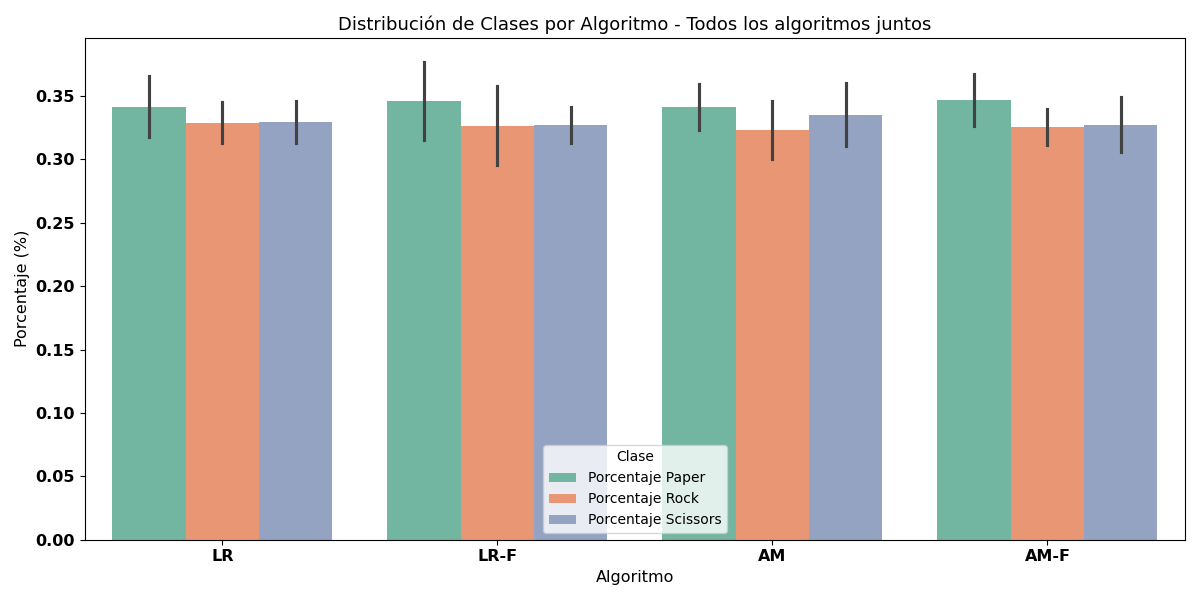 Distribución de Clases por Algoritmo - Todos los algoritmos juntos
Porcentaje (%)
0.35
0.30
0.25
0.20
0.15
0.10
0.05
0.00
Clase
Porcentaje Paper
Porcentaje Rock
Porcentaje Scissors
LR
LR-F
AM
AM-F
Algoritmo